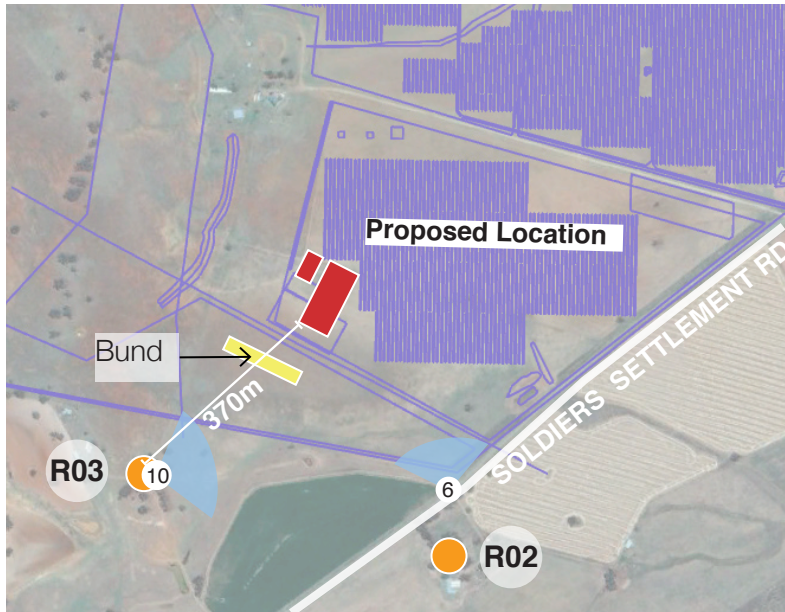 Proposed Location
SOLDIERS SETTLEMENT RD
Bund
370m
R03
10
6
R02